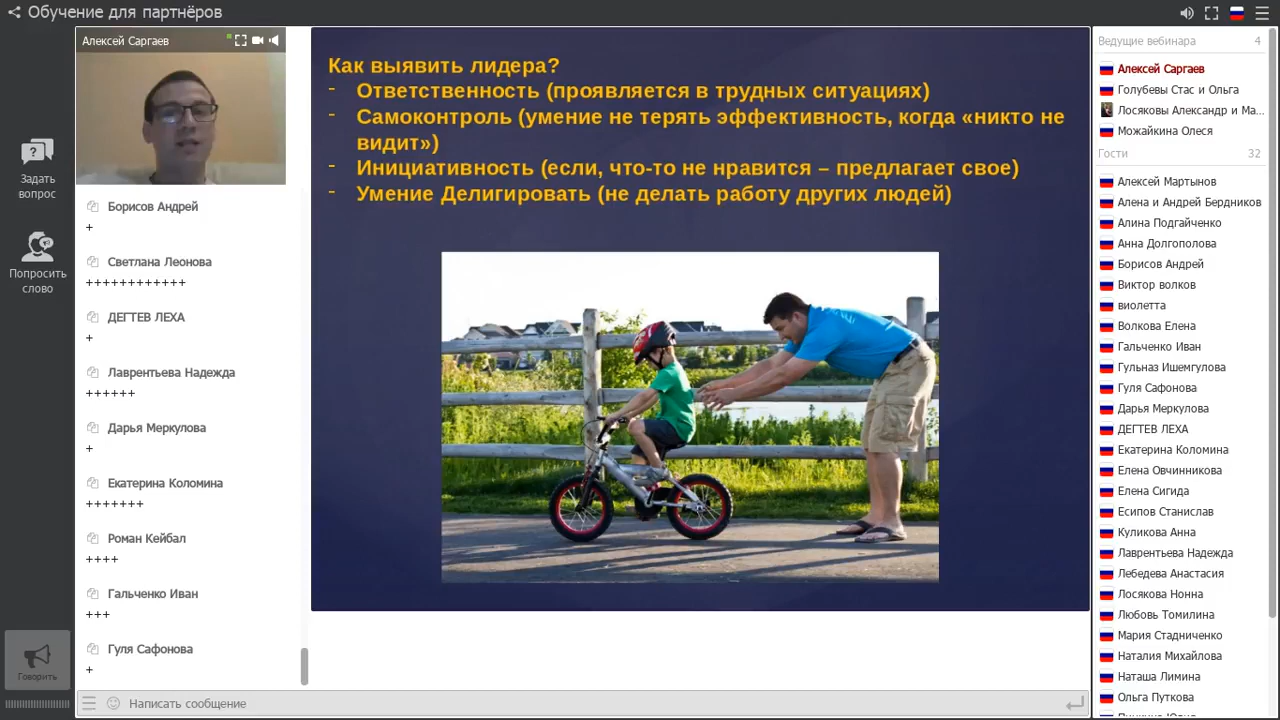 Обучение для партнёров
Алексей Саргаев
Задать
вопрос
Попросить
слово
Говорить
Борисов Андрей
+
Светлана Леонова
++++++++++++
ДЕГТЕВ ЛЕХА
+
Лаврентьева Надежда
++++++
Дарья Меркулова
+
Екатерина Коломина
+++++++
Роман Кейбал
++++
Гальченко Иван
+++
Гуля Сафонова
+
Написать сообщение
Как выявить лидера?
- Ответственность (проявляется в трудных ситуациях)
- Самоконтроль (умение не терять эффективность, когда «никто не
видит»)
- Инициативность (если, что-то не нравится – предлагает свое)
- Умение Делигировать (не делать работу других людей)
Ведущие вебинара 4
Алексей Саргаев
Голубевы Стас и Ольга
Лосяковы Александр и Ма...
Можайкина Олеся
Гости 32
Алексей Мартынов
Алена и Андрей Бердников
Алина Подгайченко
Анна Долгополова
Борисов Андрей
Виктор волков
виолетта
Волкова Елена
Гальченко Иван
Гульназ Ишемгулова
Гуля Сафонова
Дарья Меркулова
ДЕГТЕВ ЛЕХА
Екатерина Коломина
Елена Овчинникова
Елена Сигида
Есипов Станислав
Куликова Анна
Лаврентьева Надежда
Лебедева Анастасия
Лосякова Нонна
Любовь Томилина
Мария Стадниченко
Наталия Михайлова
Наташа Лимина
Ольга Путкова